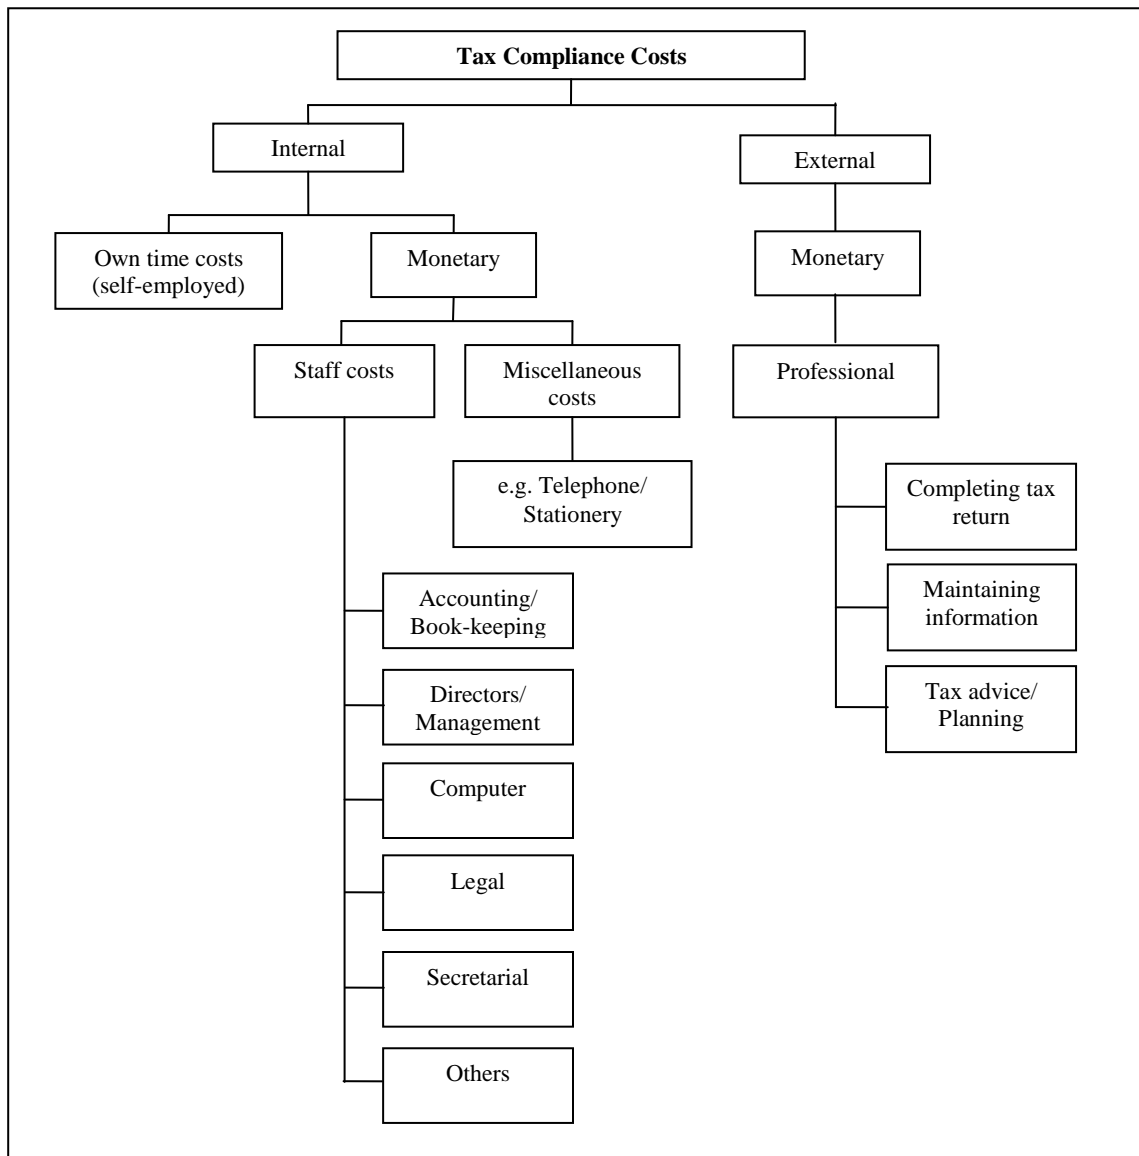 Tax Compliance Costs
Internal
External
Own time costs
(self-employed)
Monetary
Monetary
Staff costs
Miscellaneous
costs
Professional
e.g. Telephone/
Stationery
Completing tax
return
Accounting/
Book-keeping
Maintaining
information
Directors/
Management
Tax advice/
Planning
Computer
Legal
Secretarial
Others